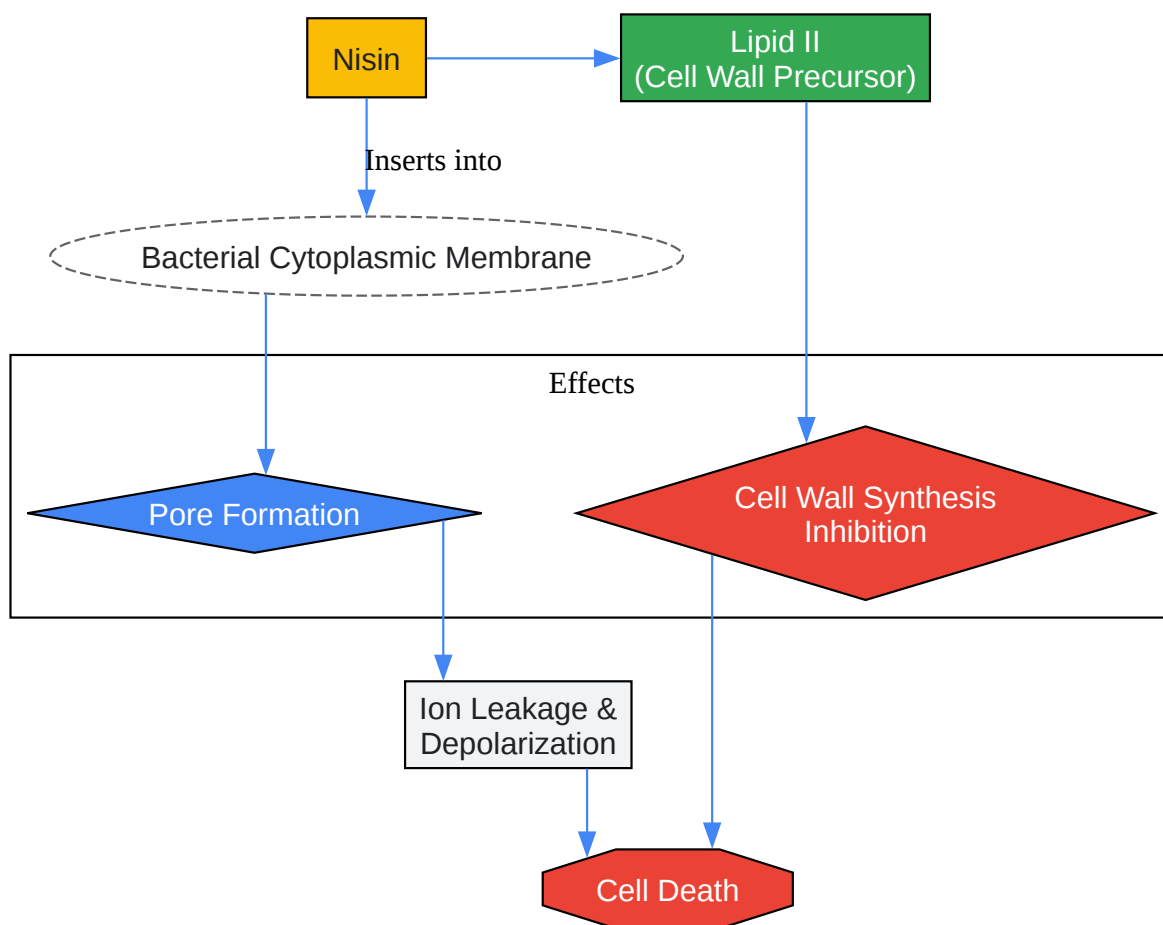 Nisin
Lipid II
(Cell Wall Precursor)
Inserts into
Bacterial Cytoplasmic Membrane
Effects
Pore Formation
Cell Wall Synthesis
Inhibition
Ion Leakage &
Depolarization
Cell Death